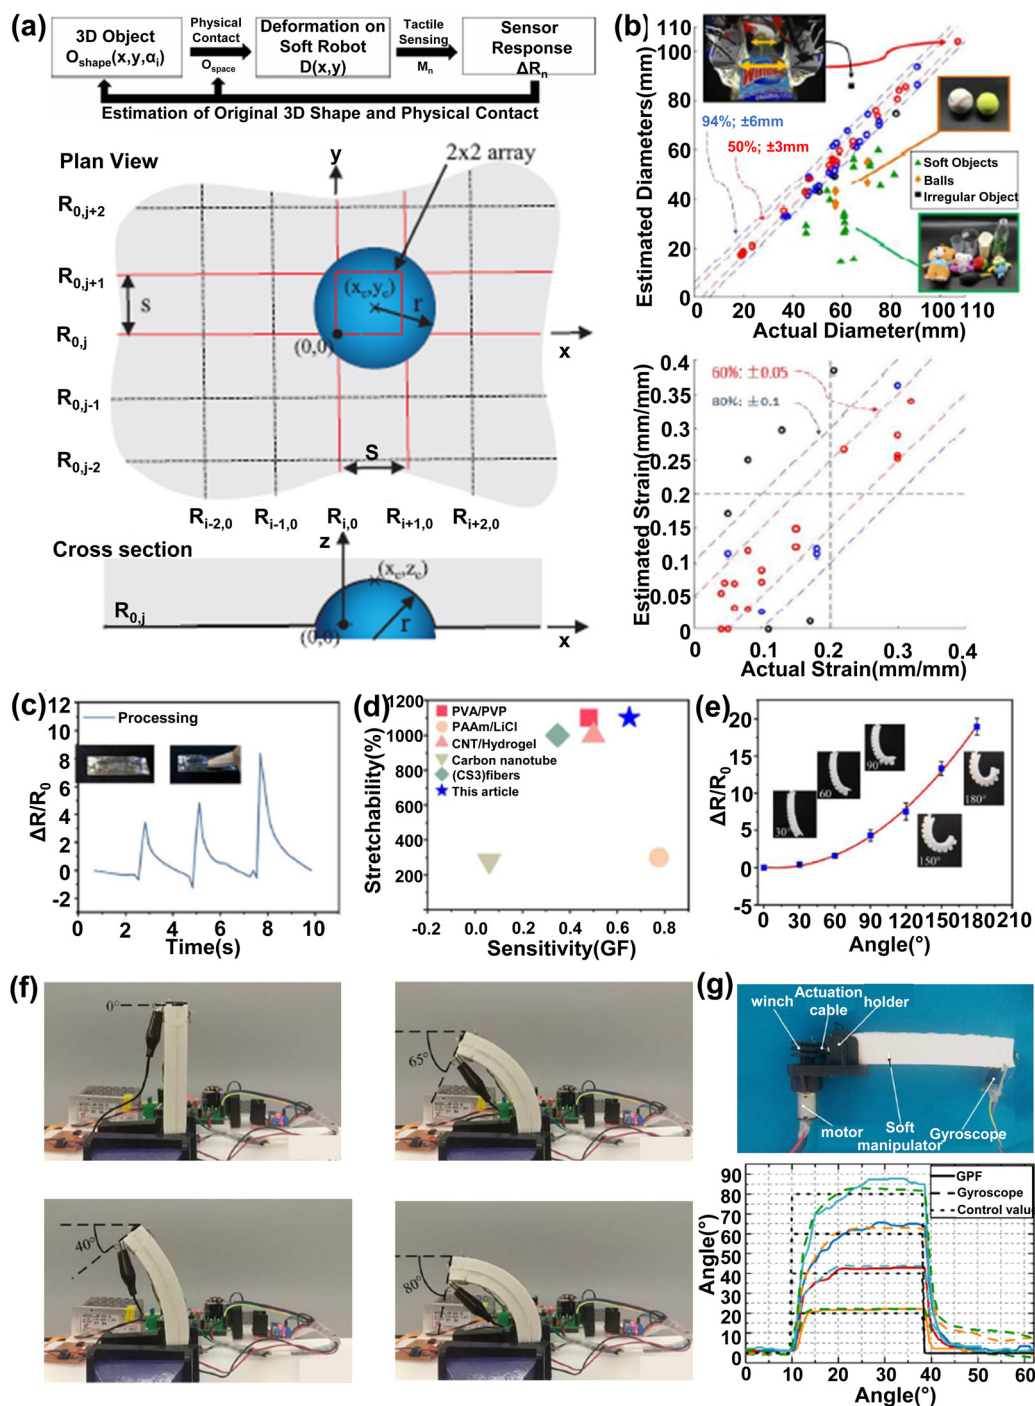 (a)
3D Object
Oshape(x,y,αi)
Physical
Contact
Ospace
Deformation on
Soft Robot
D(x,y)
Tactile
Sensing
Mn
Sensor
Response
ΔRn
Estimation of Original 3D Shape and Physical Contact
Plan View
y
2x2 array
R0,j+2
R0,j+1
S
(xc,yc)
r
R0,j
(0,0)
x
R0,j-1
R0,j-2
S
Ri-2,0
Ri-1,0
Ri,0
Ri+1,0
Ri+2,0
Cross section
z
(xc,zc)
R0,j
r
(0,0)
x
(b)
Estimated Diameters(mm)
110
100
80
60
40
20
0
94%; ±6mm
50%; ±3mm
Soft Objects
Balls
Irregular Object
0
20
40
60
80
100
110
Actual Diameter(mm)
Estimated Strain(mm/mm)
0.40
0.35
0.30
0.25
0.2
0.15
0.1
0.05
0
60%: ±0.05
80%: ±0.1
0
0.1
0.2
0.3
0.4
Actual Strain(mm/mm)
(c)
ΔR/R0
12
10
8
6
4
2
0
-2
Processing
0
2
4
6
8
10
Time(s)
(d)
Stretchability(%)
1200
1000
800
600
400
200
PVA/PVP
PAAm/LiCl
CNT/Hydrogel
Carbon nanotube
(CS3)fibers
This article
-0.2
0.0
0.2
0.4
0.6
0.8
Sensitivity(GF)
(e)
ΔR/R0
20
15
10
5
0
-5
30°
60
90
150°
180°
0
30
60
90
120
150
180
210
Angle(°)
(f)
0°
65°
40°
80°
(g)
winch
Actuation
cable
holder
motor
Soft
manipulator
Gyroscope
Angle(°)
90
80
70
60
50
40
30
20
10
0
GPF
Gyroscope
Control value
0
10
20
30
40
50
60
Angle(°)